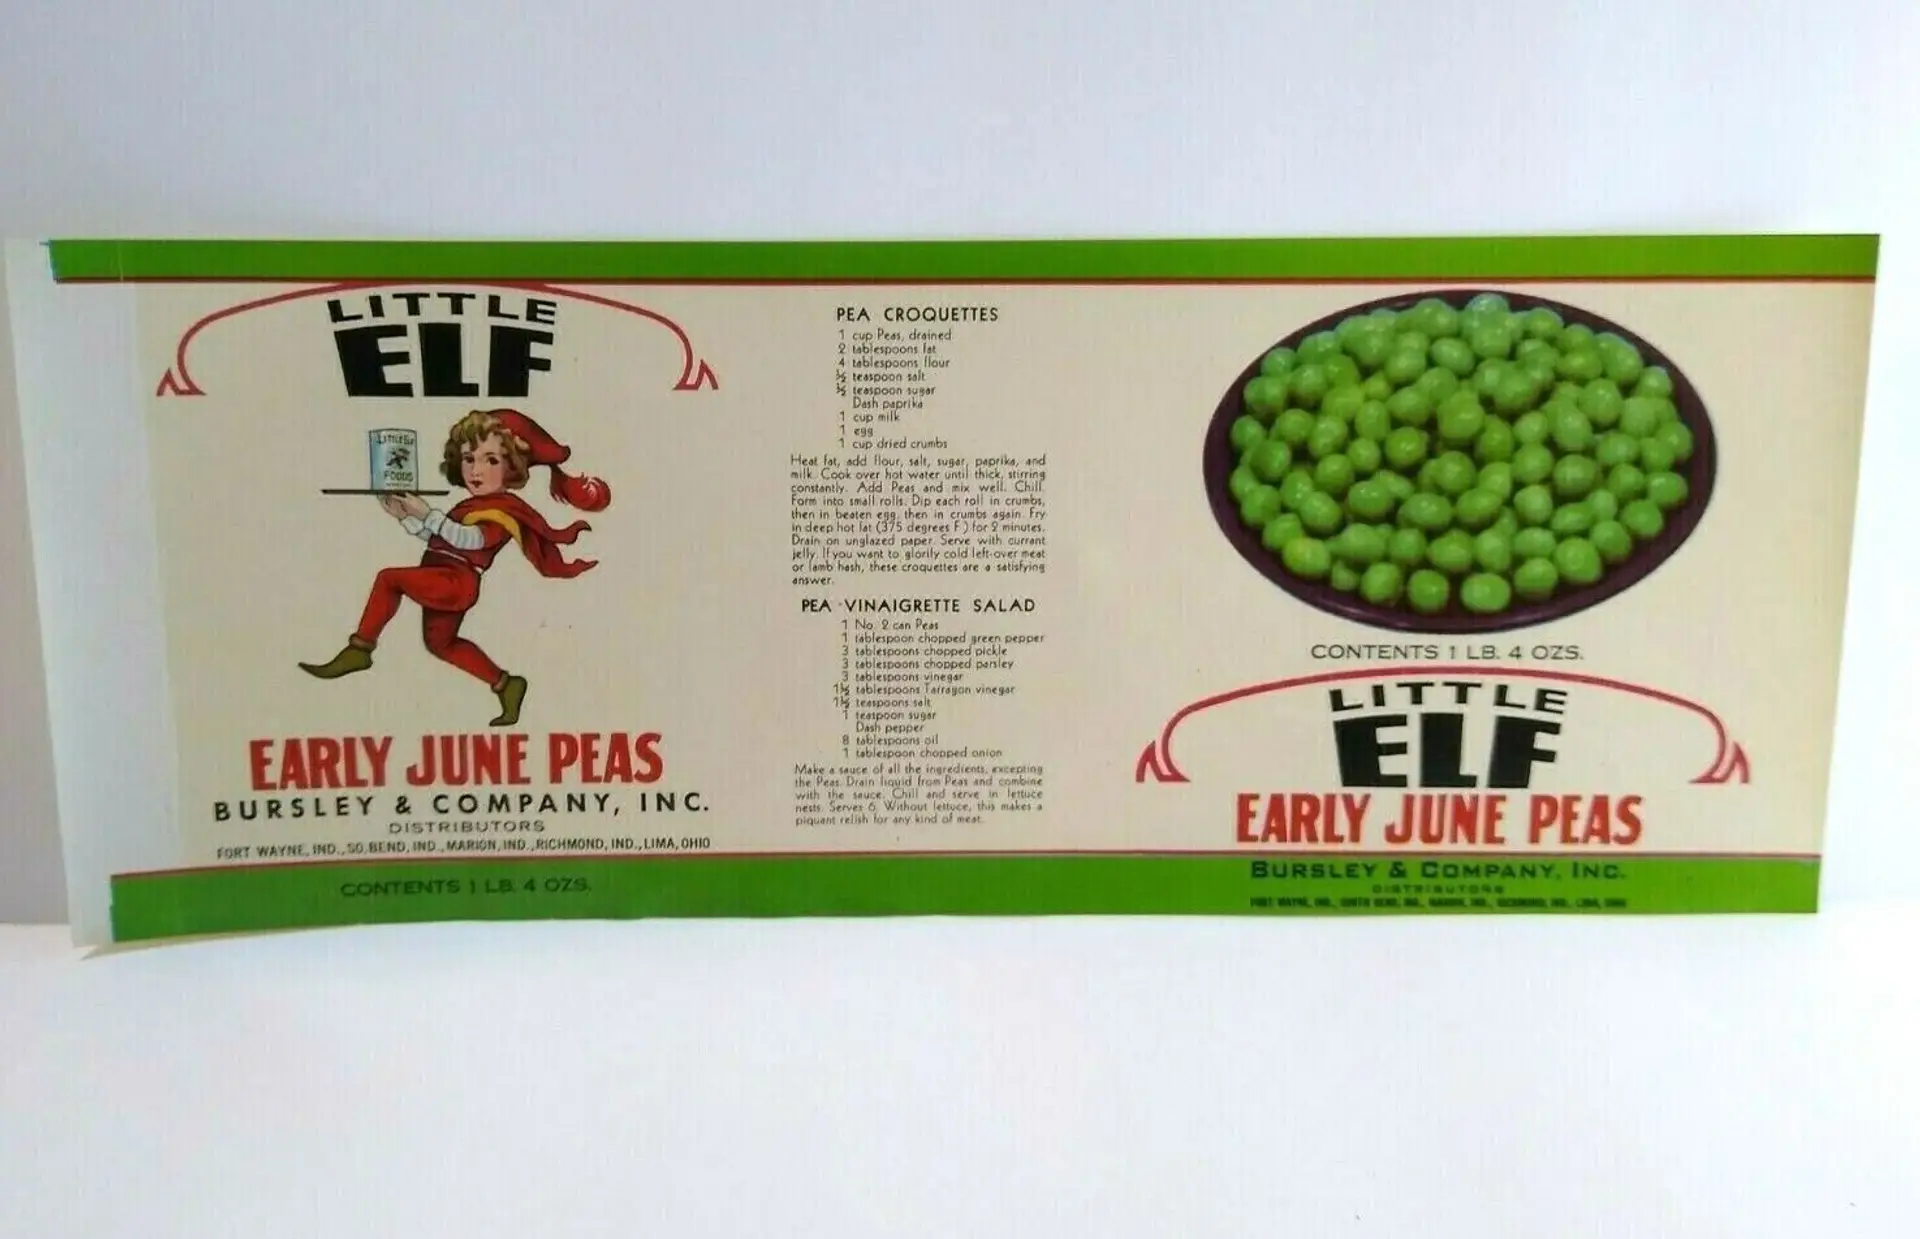 LITTLE
ELF
LITTLE ELF
FOODS
EARLY JUNE PEAS
BURSLEY & COMPANY, INC.
DISTRIBUTORS
FORT WAYNE, IND., SO. BEND, IND., MARION, IND., RICHMOND, IND., LIMA, OHIO
CONTENTS 1 LB. 4 OZS.
PEA CROQUETTES
1 cup Peas, drained
2 tablespoons fat
4 tablespoons flour
½ teaspoon salt
½ teaspoon sugar
Dash paprika
1 cup milk
1 egg
1 cup dried crumbs
Heat fat, add flour, salt, sugar, paprika, and
milk. Cook over hot water until thick, stirring
constantly. Add Peas and mix well. Chill.
Form into small rolls. Dip each roll in crumbs,
then in beaten egg, then in crumbs again. Fry
in deep hot fat (375 degrees F.) for 2 minutes.
Drain on unglazed paper. Serve with currant
jelly. If you want to glorify cold left-over meat
or lamb hash, these croquettes are a satisfying
answer.
PEA VINAIGRETTE SALAD
1 No. 2 can Peas
1 tablespoon chopped green pepper
3 tablespoons chopped pickle
3 tablespoons chopped parsley
3 tablespoons vinegar
1½ tablespoons Tarragon vinegar
1½ teaspoons salt
1 teaspoon sugar
Dash pepper
8 tablespoons oil
1 tablespoon chopped onion
Make a sauce of all the ingredients, excepting
the Peas. Drain liquid from Peas and combine
with the sauce. Chill and serve in lettuce
nests. Serves 6. Without lettuce, this makes a
piquant relish for any kind of meat.
CONTENTS 1 LB. 4 OZS.
LITTLE
ELF
EARLY JUNE PEAS
BURSLEY & COMPANY, INC.
DISTRIBUTORS
FORT WAYNE, IND., SOUTH BEND, IND., MARION, IND., RICHMOND, IND., LIMA, OHIO